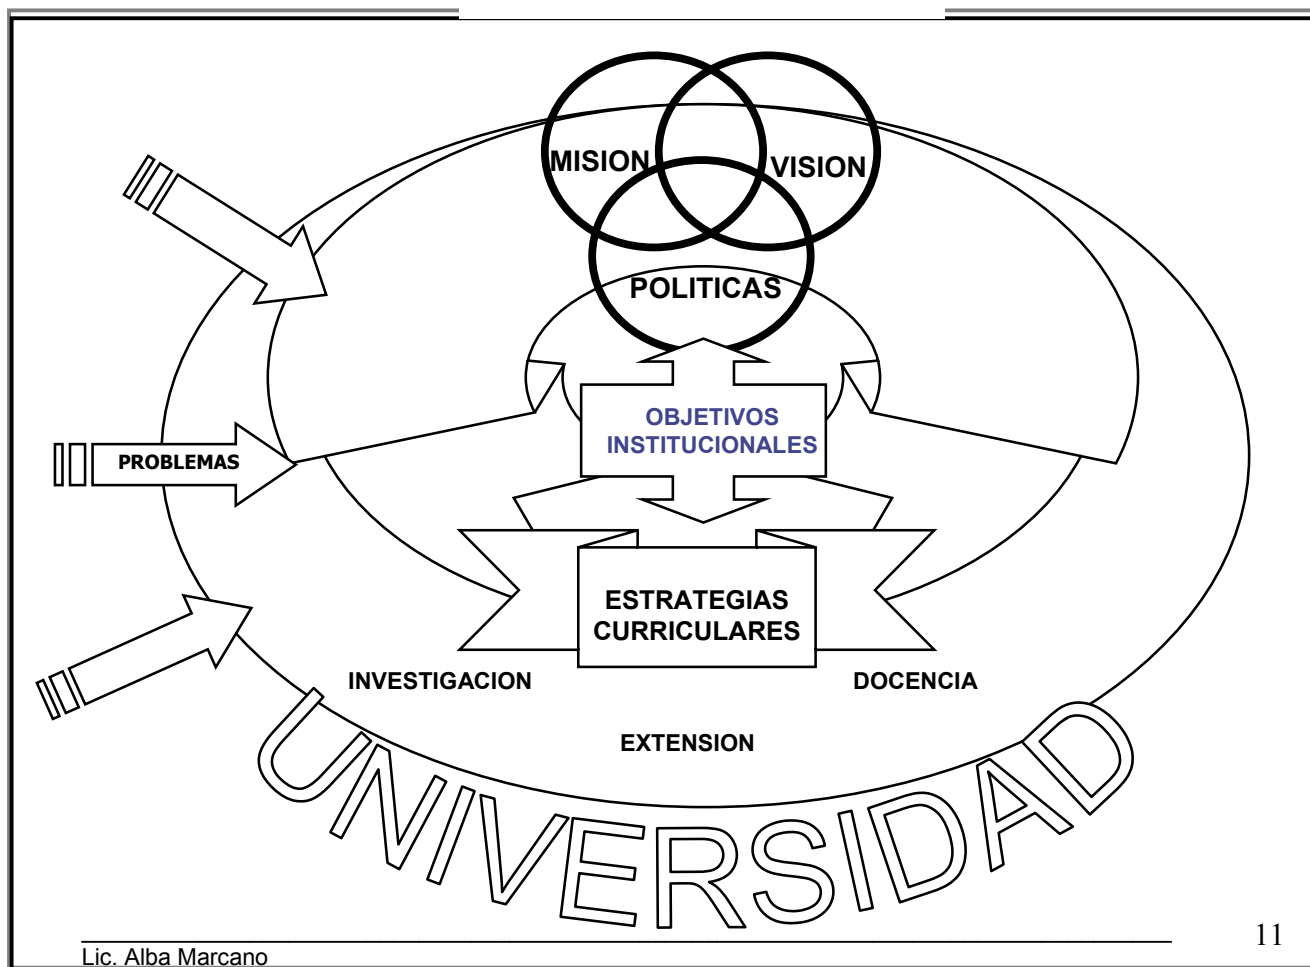 MISION
VISION
POLITICAS
OBJETIVOS
INSTITUCIONALES
PROBLEMAS
ESTRATEGIAS
CURRICULARES
INVESTIGACION
DOCENCIA
EXTENSION
UNIVERSIDAD
11
Lic. Alba Marcano